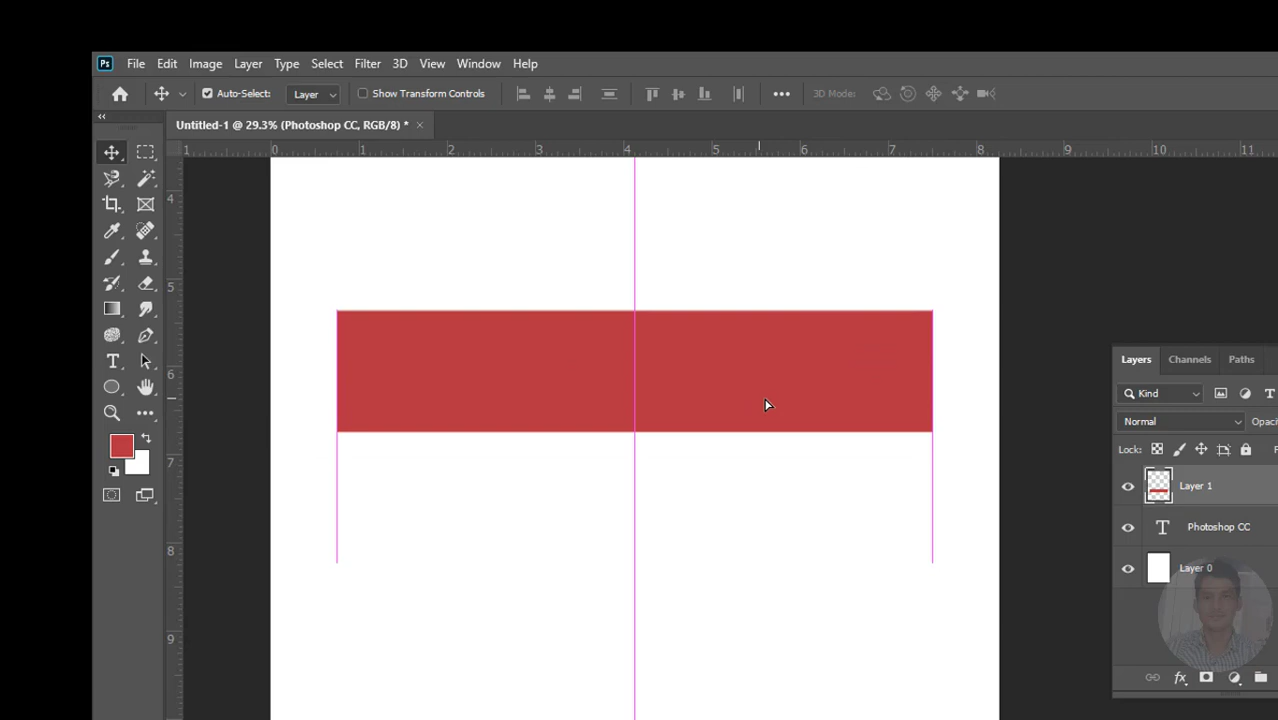 Ps File Edit Image Layer Type Select Filter 3D View Window Help
Auto-Select: Layer Show Transform Controls 3D Mode:
Untitled-1 @ 29.3% (Photoshop CC, RGB/8) * ×
1 0 1 2 3 4 5 6 7 8 9 10 11
4
5
6
7
8
9
T
Layers Channels Paths
Kind T
Normal Opaci
Lock: F
Layer 1
T Photoshop CC
Layer 0
fx